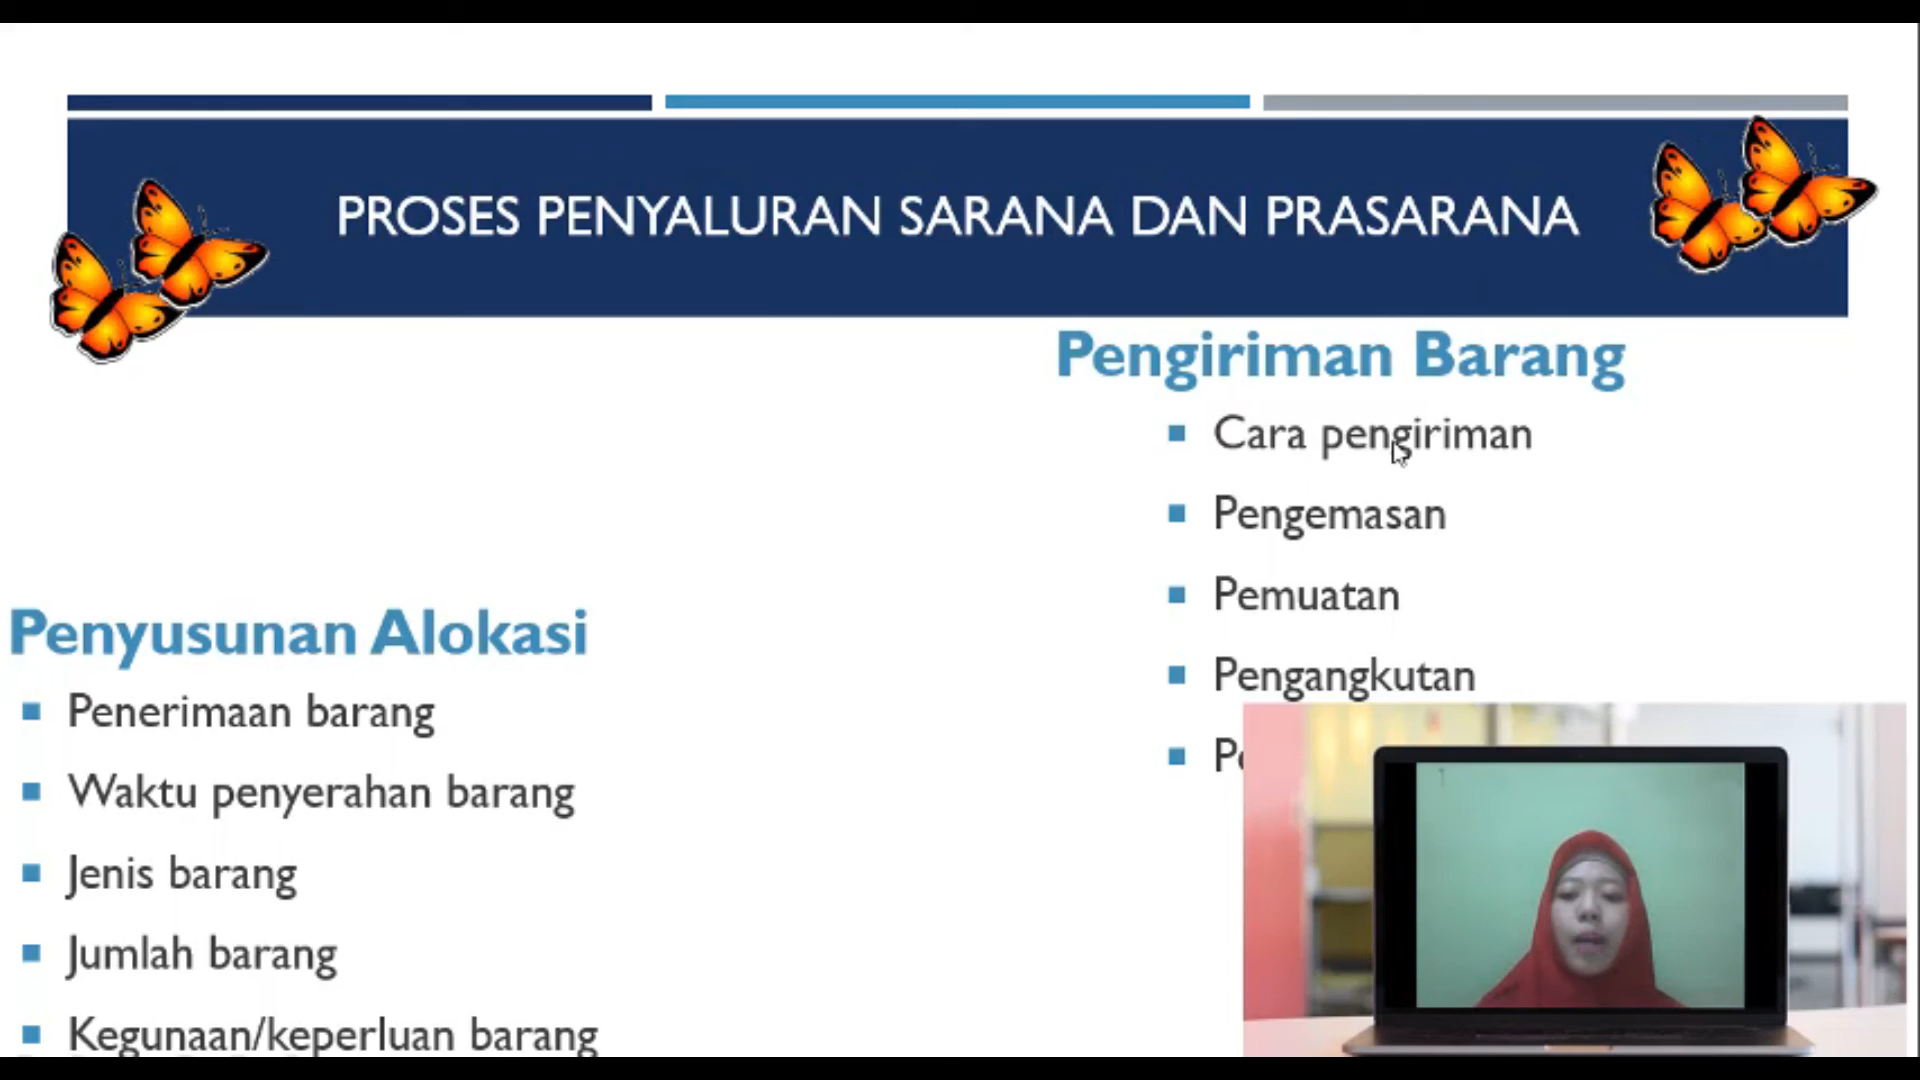 PROSES PENYALURAN SARANA DAN PRASARANA
Pengiriman Barang
Cara pengiriman
Pengemasan
Pemuatan
Pengangkutan
Penyusunan Alokasi
Penerimaan barang
Waktu penyerahan barang
Jenis barang
Jumlah barang
Kegunaan/keperluan barang